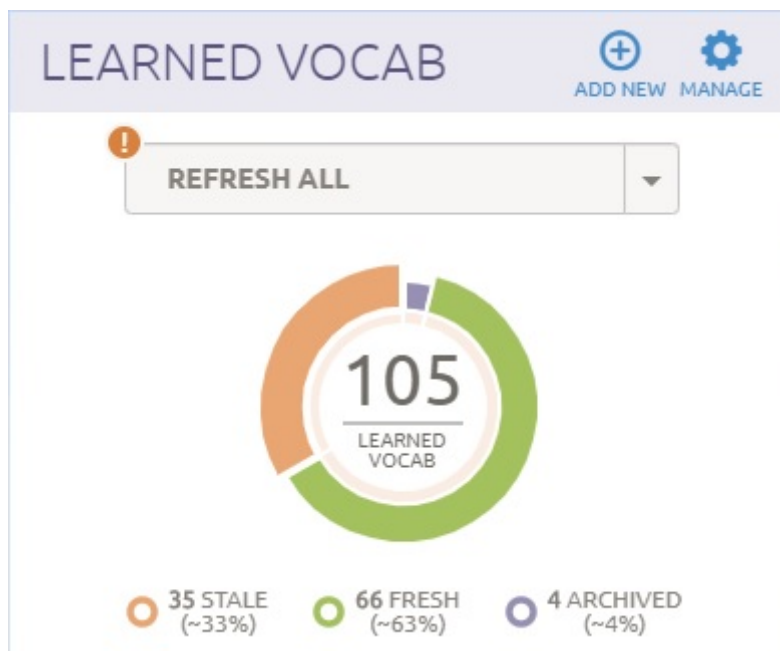 LEARNED VOCAB
ADD NEW MANAGE
!
REFRESH ALL
105
LEARNED
VOCAB
35 STALE
(~33%)
66 FRESH
(~63%)
4 ARCHIVED
(~4%)